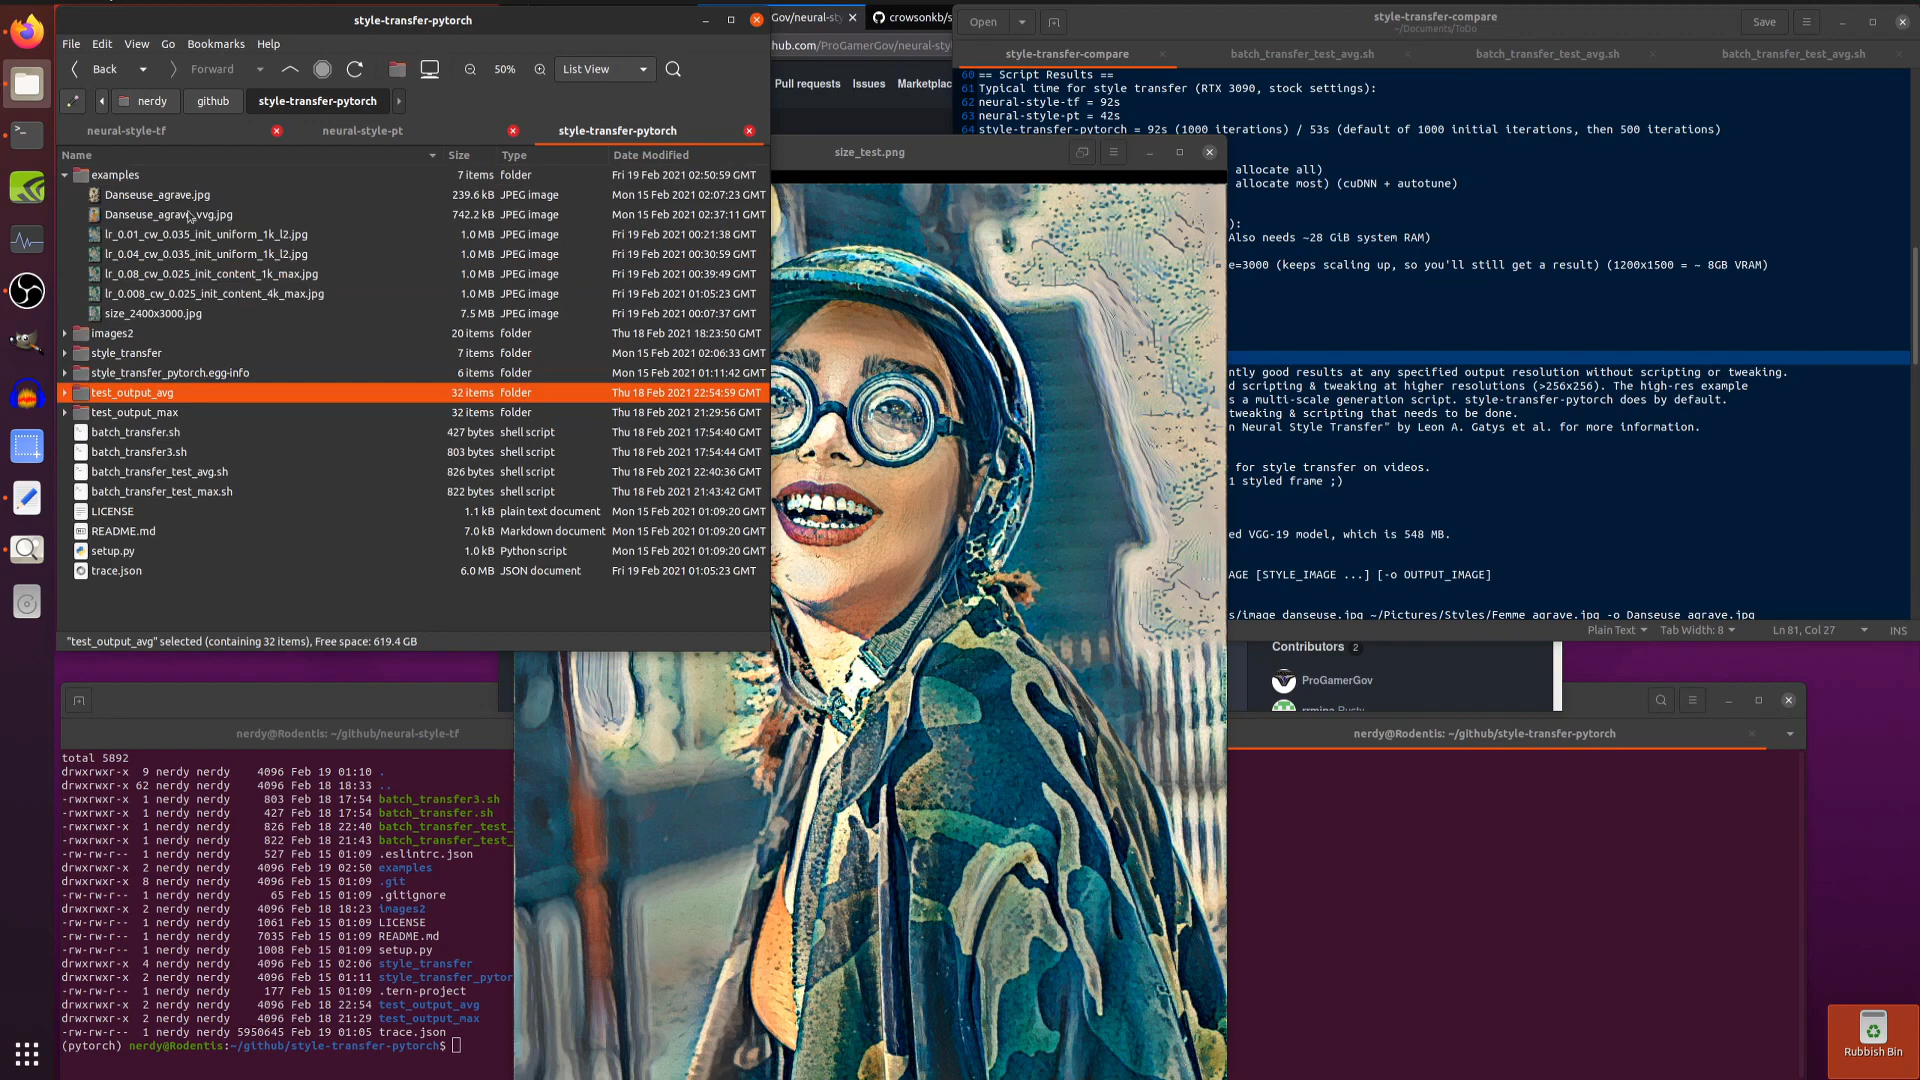 style-transfer-pytorch
File Edit View Go Bookmarks Help
Back Forward 50% List View
nerdy github style-transfer-pytorch
neural-style-tf neural-style-pt style-transfer-pytorch
Name Size Type Date Modified
examples 7 items folder Fri 19 Feb 2021 02:50:59 GMT
Danseuse_agrave.jpg 239.6 kB JPEG image Mon 15 Feb 2021 02:07:23 GMT
Danseuse_agrave_vvg.jpg 742.2 kB JPEG image Mon 15 Feb 2021 02:37:11 GMT
lr_0.01_cw_0.035_init_uniform_1k_l2.jpg 1.0 MB JPEG image Fri 19 Feb 2021 00:21:38 GMT
lr_0.04_cw_0.035_init_uniform_1k_l2.jpg 1.0 MB JPEG image Fri 19 Feb 2021 00:30:59 GMT
lr_0.08_cw_0.025_init_content_1k_max.jpg 1.0 MB JPEG image Fri 19 Feb 2021 00:39:49 GMT
lr_0.008_cw_0.025_init_content_4k_max.jpg 1.0 MB JPEG image Fri 19 Feb 2021 01:05:23 GMT
size_2400x3000.jpg 7.5 MB JPEG image Fri 19 Feb 2021 00:07:37 GMT
images2 20 items folder Thu 18 Feb 2021 18:23:50 GMT
style_transfer 7 items folder Mon 15 Feb 2021 02:06:33 GMT
style_transfer_pytorch.egg-info 6 items folder Mon 15 Feb 2021 01:11:42 GMT
test_output_avg 32 items folder Thu 18 Feb 2021 22:54:59 GMT
test_output_max 32 items folder Thu 18 Feb 2021 21:29:56 GMT
batch_transfer.sh 427 bytes shell script Thu 18 Feb 2021 17:54:40 GMT
batch_transfer3.sh 803 bytes shell script Thu 18 Feb 2021 17:54:44 GMT
batch_transfer_test_avg.sh 826 bytes shell script Thu 18 Feb 2021 22:40:36 GMT
batch_transfer_test_max.sh 822 bytes shell script Thu 18 Feb 2021 21:43:42 GMT
LICENSE 1.1 kB plain text document Mon 15 Feb 2021 01:09:20 GMT
README.md 7.0 kB Markdown document Mon 15 Feb 2021 01:09:20 GMT
setup.py 1.0 kB Python script Mon 15 Feb 2021 01:09:20 GMT
trace.json 6.0 MB JSON document Fri 19 Feb 2021 01:05:23 GMT
"test_output_avg" selected (containing 32 items), Free space: 619.4 GB
Gov/neural-sty crowsonkb/
hub.com/ProGamerGov/neural-style
Pull requests Issues Marketplac
size_test.png
Open style-transfer-compare Save
~/Documents/ToDo
style-transfer-compare batch_transfer_test_avg.sh batch_transfer_test_avg.sh batch_transfer_test_avg.sh
60 == Script Results ==
61 Typical time for style transfer (RTX 3090, stock settings):
62 neural-style-tf = 92s
63 neural-style-pt = 42s
64 style-transfer-pytorch = 92s (1000 iterations) / 53s (default of 1000 initial iterations, then 500 iterations)
allocate all)
allocate most) (cuDNN + autotune)
):
Also needs ~28 GiB system RAM)
e=3000 (keeps scaling up, so you'll still get a result) (1200x1500 = ~ 8GB VRAM)
ntly good results at any specified output resolution without scripting or tweaking.
d scripting & tweaking at higher resolutions (>256x256). The high-res example
s a multi-scale generation script. style-transfer-pytorch does by default.
tweaking & scripting that needs to be done.
n Neural Style Transfer" by Leon A. Gatys et al. for more information.
for style transfer on videos.
1 styled frame ;)
ed VGG-19 model, which is 548 MB.
AGE [STYLE_IMAGE ...] [-o OUTPUT_IMAGE]
s/image_danseuse.jpg ~/Pictures/Styles/Femme_agrave.jpg -o Danseuse_agrave.jpg
Plain Text Tab Width: 8 Ln 81, Col 27 INS
Contributors 2
ProGamerGov
rrmina Rusty
nerdy@Rodentis: ~/github/neural-style-tf
nerdy@Rodentis: ~/github/style-transfer-pytorch
total 5892
drwxrwxr-x 9 nerdy nerdy 4096 Feb 19 01:10 .
drwxrwxr-x 62 nerdy nerdy 4096 Feb 18 18:33 ..
-rwxrwxr-x 1 nerdy nerdy 803 Feb 18 17:54 batch_transfer3.sh
-rwxrwxr-x 1 nerdy nerdy 427 Feb 18 17:54 batch_transfer.sh
-rwxrwxr-x 1 nerdy nerdy 826 Feb 18 22:40 batch_transfer_test_
-rwxrwxr-x 1 nerdy nerdy 822 Feb 18 21:43 batch_transfer_test_
-rw-rw-r-- 1 nerdy nerdy 527 Feb 15 01:09 .eslintrc.json
drwxrwxr-x 2 nerdy nerdy 4096 Feb 19 02:50 examples
drwxrwxr-x 8 nerdy nerdy 4096 Feb 15 01:09 .git
-rw-rw-r-- 1 nerdy nerdy 65 Feb 15 01:09 .gitignore
drwxrwxr-x 2 nerdy nerdy 4096 Feb 18 18:23 images2
-rw-rw-r-- 1 nerdy nerdy 1061 Feb 15 01:09 LICENSE
-rw-rw-r-- 1 nerdy nerdy 7035 Feb 15 01:09 README.md
-rw-rw-r-- 1 nerdy nerdy 1008 Feb 15 01:09 setup.py
drwxrwxr-x 4 nerdy nerdy 4096 Feb 15 02:06 style_transfer
drwxrwxr-x 2 nerdy nerdy 4096 Feb 15 01:11 style_transfer_pytor
-rw-rw-r-- 1 nerdy nerdy 177 Feb 15 01:09 .tern-project
drwxrwxr-x 2 nerdy nerdy 4096 Feb 18 22:54 test_output_avg
drwxrwxr-x 2 nerdy nerdy 4096 Feb 18 21:29 test_output_max
-rw-rw-r-- 1 nerdy nerdy 5950645 Feb 19 01:05 trace.json
(pytorch) nerdy@Rodentis:~/github/style-transfer-pytorch$
Rubbish Bin